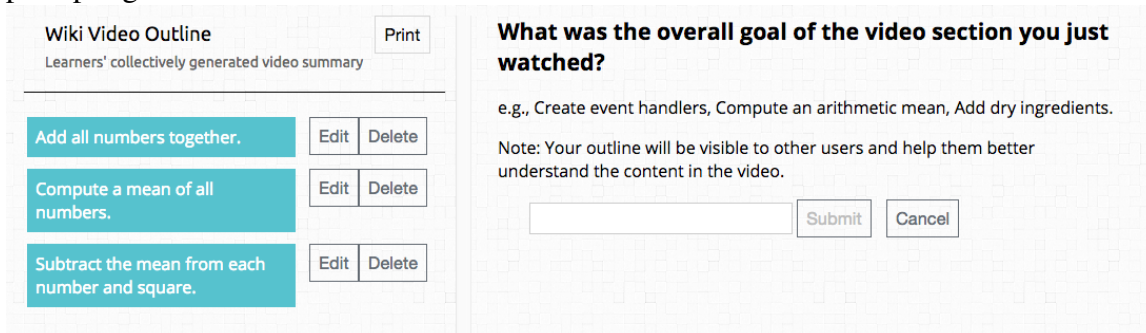 Wiki Video Outline
Print
Learners' collectively generated video summary
Add all numbers together.
Edit
Delete
Compute a mean of all
numbers.
Edit
Delete
Subtract the mean from each
number and square.
Edit
Delete
What was the overall goal of the video section you just
watched?
e.g., Create event handlers, Compute an arithmetic mean, Add dry ingredients.
Note: Your outline will be visible to other users and help them better
understand the content in the video.
Submit
Cancel